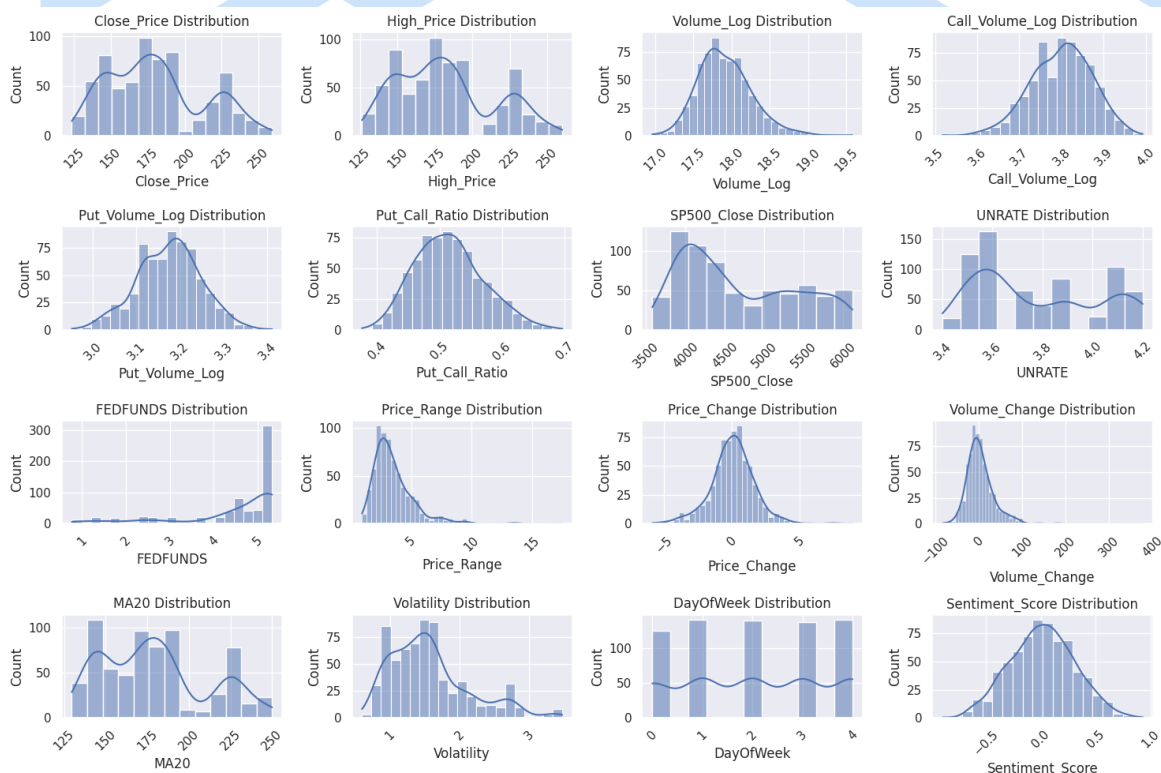 Close_Price Distribution
Count
100
50
0
125
150
175
200
225
250
Close_Price
High_Price Distribution
Count
100
50
0
125
150
175
200
225
250
High_Price
Volume_Log Distribution
Count
75
50
25
0
17.0
17.5
18.0
18.5
19.0
19.5
Volume_Log
Call_Volume_Log Distribution
Count
75
50
25
0
3.5
3.6
3.7
3.8
3.9
4.0
Call_Volume_Log
Put_Volume_Log Distribution
Count
75
50
25
0
3.0
3.1
3.2
3.3
3.4
Put_Volume_Log
Put_Call_Ratio Distribution
Count
75
50
25
0
0.4
0.5
0.6
0.7
Put_Call_Ratio
SP500_Close Distribution
Count
100
50
0
3500
4000
4500
5000
5500
6000
SP500_Close
UNRATE Distribution
Count
150
100
50
0
3.4
3.6
3.8
4.0
4.2
UNRATE
FEDFUNDS Distribution
Count
300
200
100
0
1
2
3
4
5
FEDFUNDS
Price_Range Distribution
Count
100
50
0
5
10
15
Price_Range
Price_Change Distribution
Count
75
50
25
0
−5
0
5
Price_Change
Volume_Change Distribution
Count
75
50
25
0
−100
0
100
200
300
400
Volume_Change
MA20 Distribution
Count
100
50
0
125
150
175
200
225
250
MA20
Volatility Distribution
Count
75
50
25
0
1
2
3
Volatility
DayOfWeek Distribution
Count
100
50
0
0
1
2
3
4
DayOfWeek
Sentiment_Score Distribution
Count
75
50
25
0
−0.5
0.0
0.5
1.0
Sentiment_Score